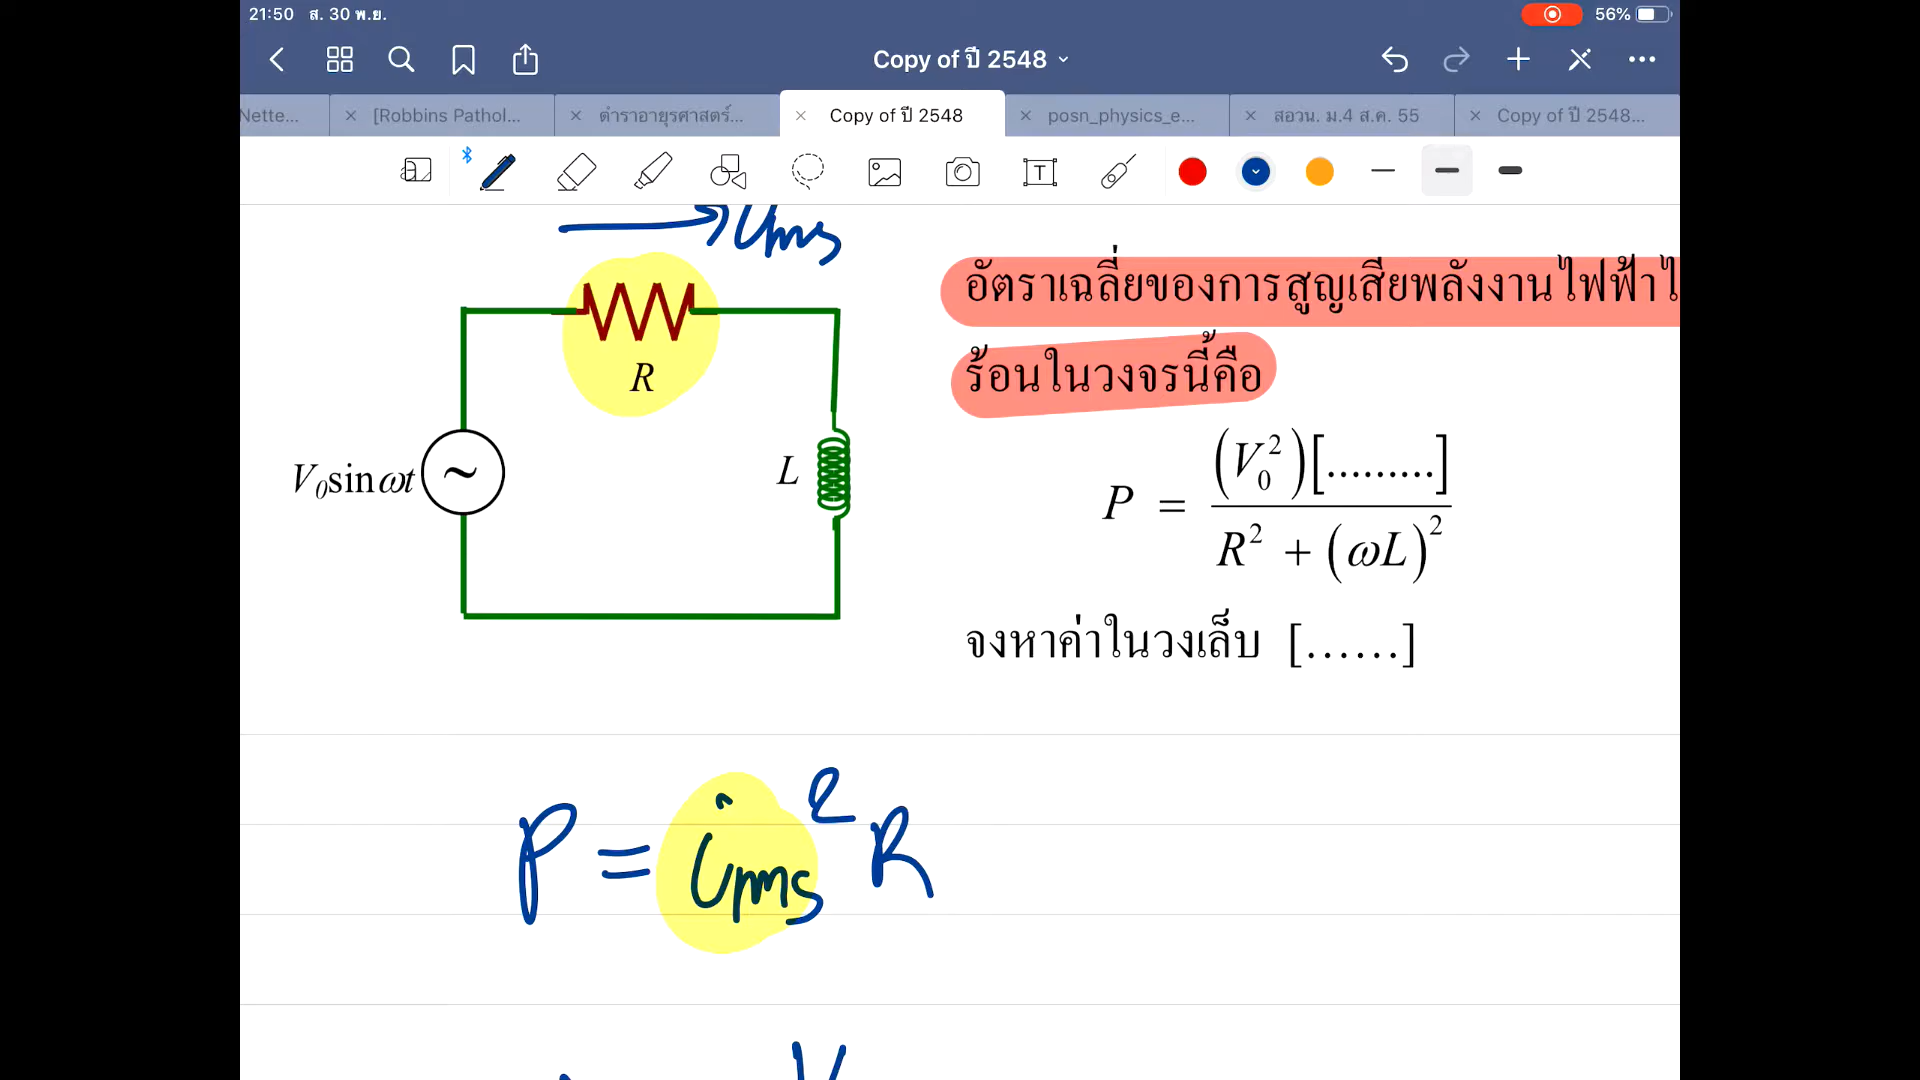 21:50 ส. 30 พ.ย.
56%
Copy of ปี 2548
Nette...
[Robbins Pathol...
ตำราอายุรศาสตร์...
Copy of ปี 2548
posn_physics_e...
สอวน. ม.4 ส.ค. 55
Copy of ปี 2548...
irms
R
V₀sinωt
~
L
อัตราเฉลี่ยของการสูญเสียพลังงานไฟฟ้าไ
ร้อนในวงจรนี้คือ
P = (V₀²)[.........] / R² + (ωL)²
จงหาค่าในวงเล็บ [......]
P = irms² R